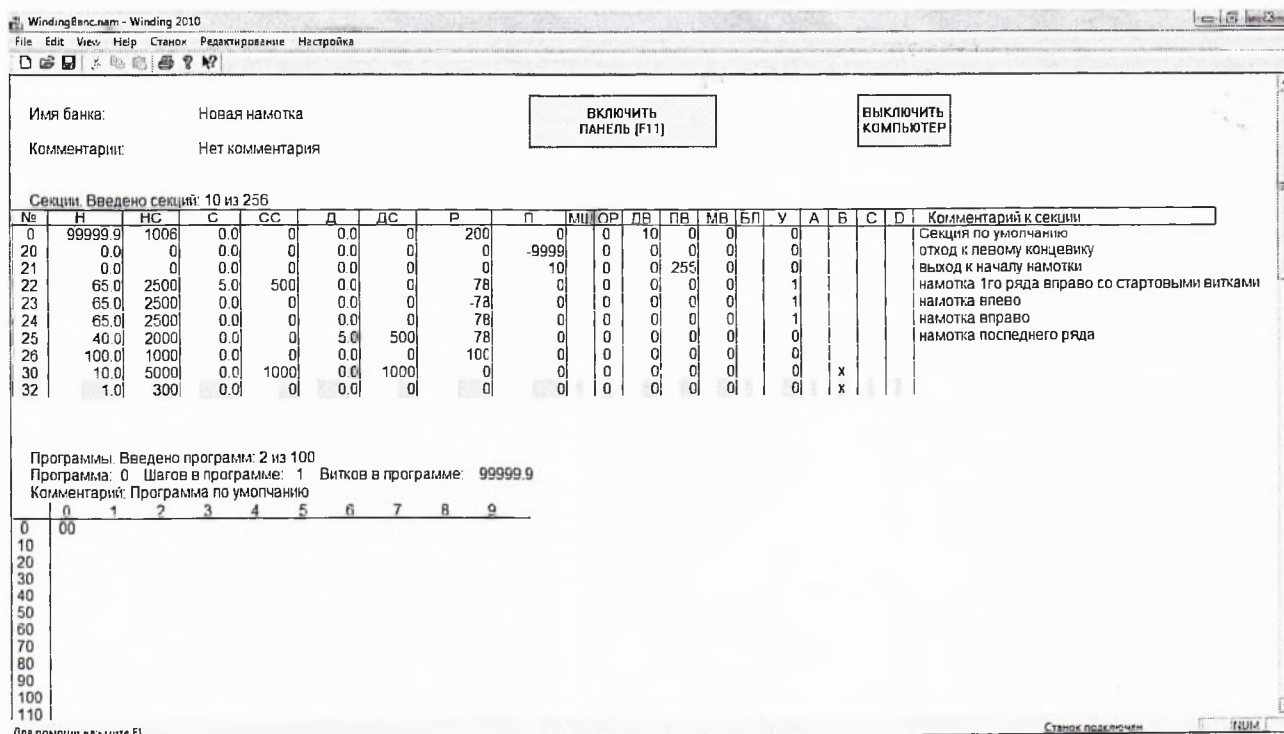 WindingBanc.nam - Winding 2010
File Edit View Help Станок Редактирование Настройка
Имя банка: Новая намотка
ВКЛЮЧИТЬ
ПАНЕЛЬ [F11]
ВЫКЛЮЧИТЬ
КОМПЬЮТЕР
Комментарии: Нет комментария
Секции. Введено секций: 10 из 256
№ Н НС С СС Д ДС Р П МЦ ОР ЛВ ПВ МВ БЛ У А Б С D Комментарий к секции
0 99999.9 1006 0.0 0 0.0 0 200 0 0 10 0 0 0 Секция по умолчанию
20 0.0 0 0.0 0 0.0 0 0 -9999 0 0 0 0 0 отход к левому концевику
21 0.0 0 0.0 0 0.0 0 0 10 0 0 255 0 0 выход к началу намотки
22 65.0 2500 5.0 500 0.0 0 78 0 0 0 0 0 1 намотка 1го ряда вправо со стартовыми витками
23 65.0 2500 0.0 0 0.0 0 -78 0 0 0 0 0 1 намотка влево
24 65.0 2500 0.0 0 0.0 0 78 0 0 0 0 0 1 намотка вправо
25 40.0 2000 0.0 0 5.0 500 78 0 0 0 0 0 0 намотка последнего ряда
26 100.0 1000 0.0 0 0.0 0 100 0 0 0 0 0 0
30 10.0 5000 0.0 1000 0.0 1000 0 0 0 0 0 0 0 x
32 1.0 300 0.0 0 0.0 0 0 0 0 0 0 0 0 x
Программы. Введено программ: 2 из 100
Программа: 0 Шагов в программе: 1 Витков в программе: 99999.9
Комментарий: Программа по умолчанию
0 1 2 3 4 5 6 7 8 9
0 00
10
20
30
40
50
60
70
80
90
100
110
Для помощи нажмите F1
Станок подключен NUM